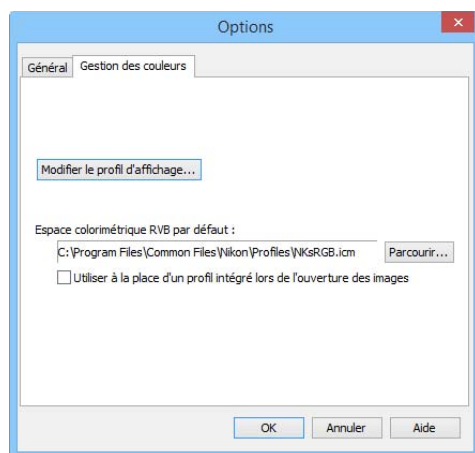 Options
Général Gestion des couleurs
Modifier le profil d'affichage...
Espace colorimétrique RVB par défaut :
C:\Program Files\Common Files\Nikon\Profiles\NKsRGB.icm Parcourir...
Utiliser à la place d'un profil intégré lors de l'ouverture des images
OK Annuler Aide